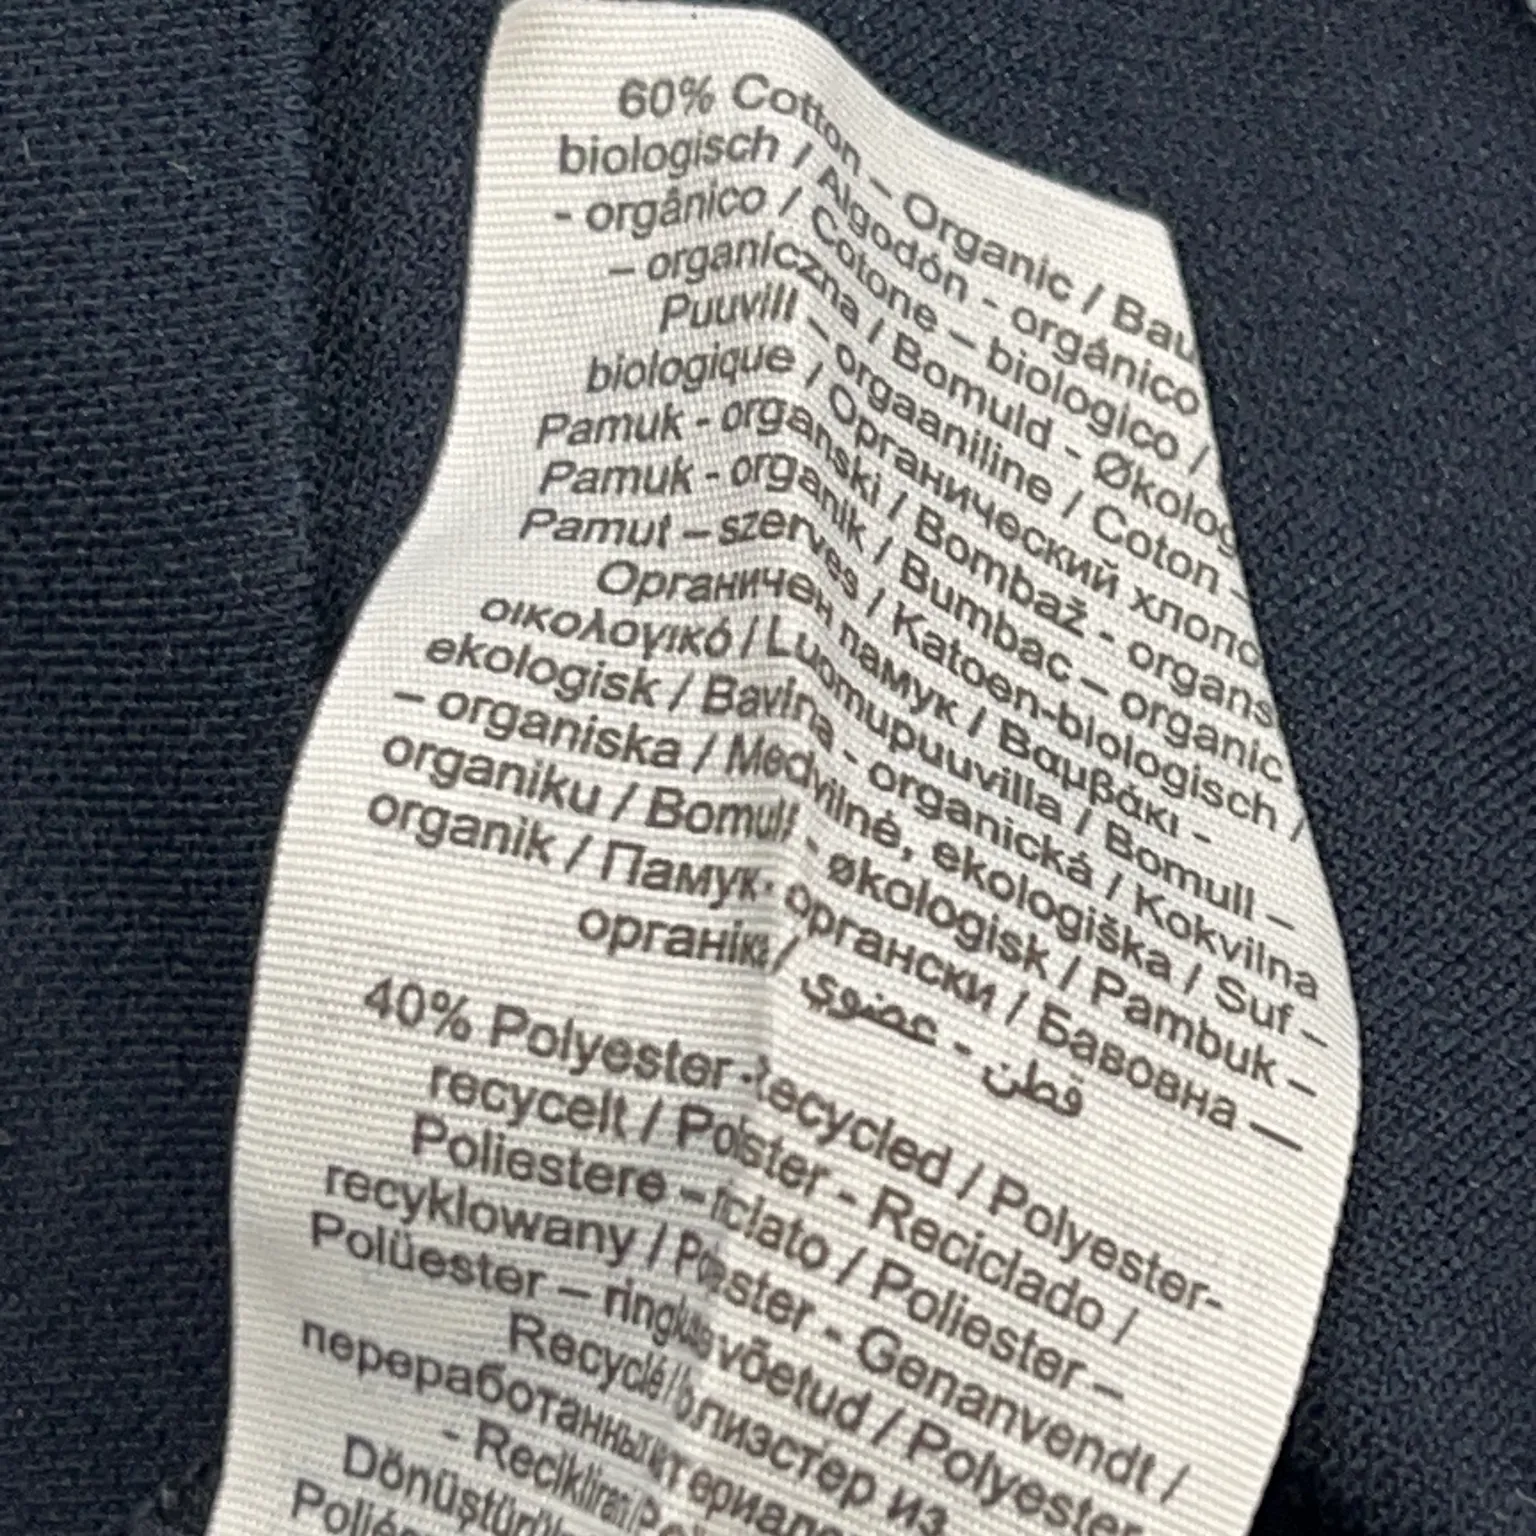 60% Cotton – Organic / Bau
biologisch / Algodón - orgánico
- orgânico / Cotone – biologico /
– organiczna / Bomuld - Økolog
Puuvill – orgaaniline / Coton -
biologique / Органический хлопо
Pamuk - organski / Bombaž - organs
Pamuk - organik / Bumbac – organic
Pamut – szerves / Katoen-biologisch /
Органичен памук / Βαμβάκι -
οικολογικό / Luomupuuvilla / Bomull –
ekologisk / Bavlna - organická / Kokvilna
– organiska / Medvilnė, ekologiška / Suf –
organiku / Bomull - økologisk / Pambuk –
organik / Памук- органски / Бавовна —
органіка /
قطن - عضوي
40% Polyester - Recycled / Polyester-
recycelt / Poliester - Reciclado /
Poliestere – riciclato / Poliester –
recyklowany / Polyester - Genanvendt /
Polüester – ringlusse võetud / Polyester
Recyclé / Полиэстер из
переработанных материал
- Reciklirani
Dönüştürül
Polié